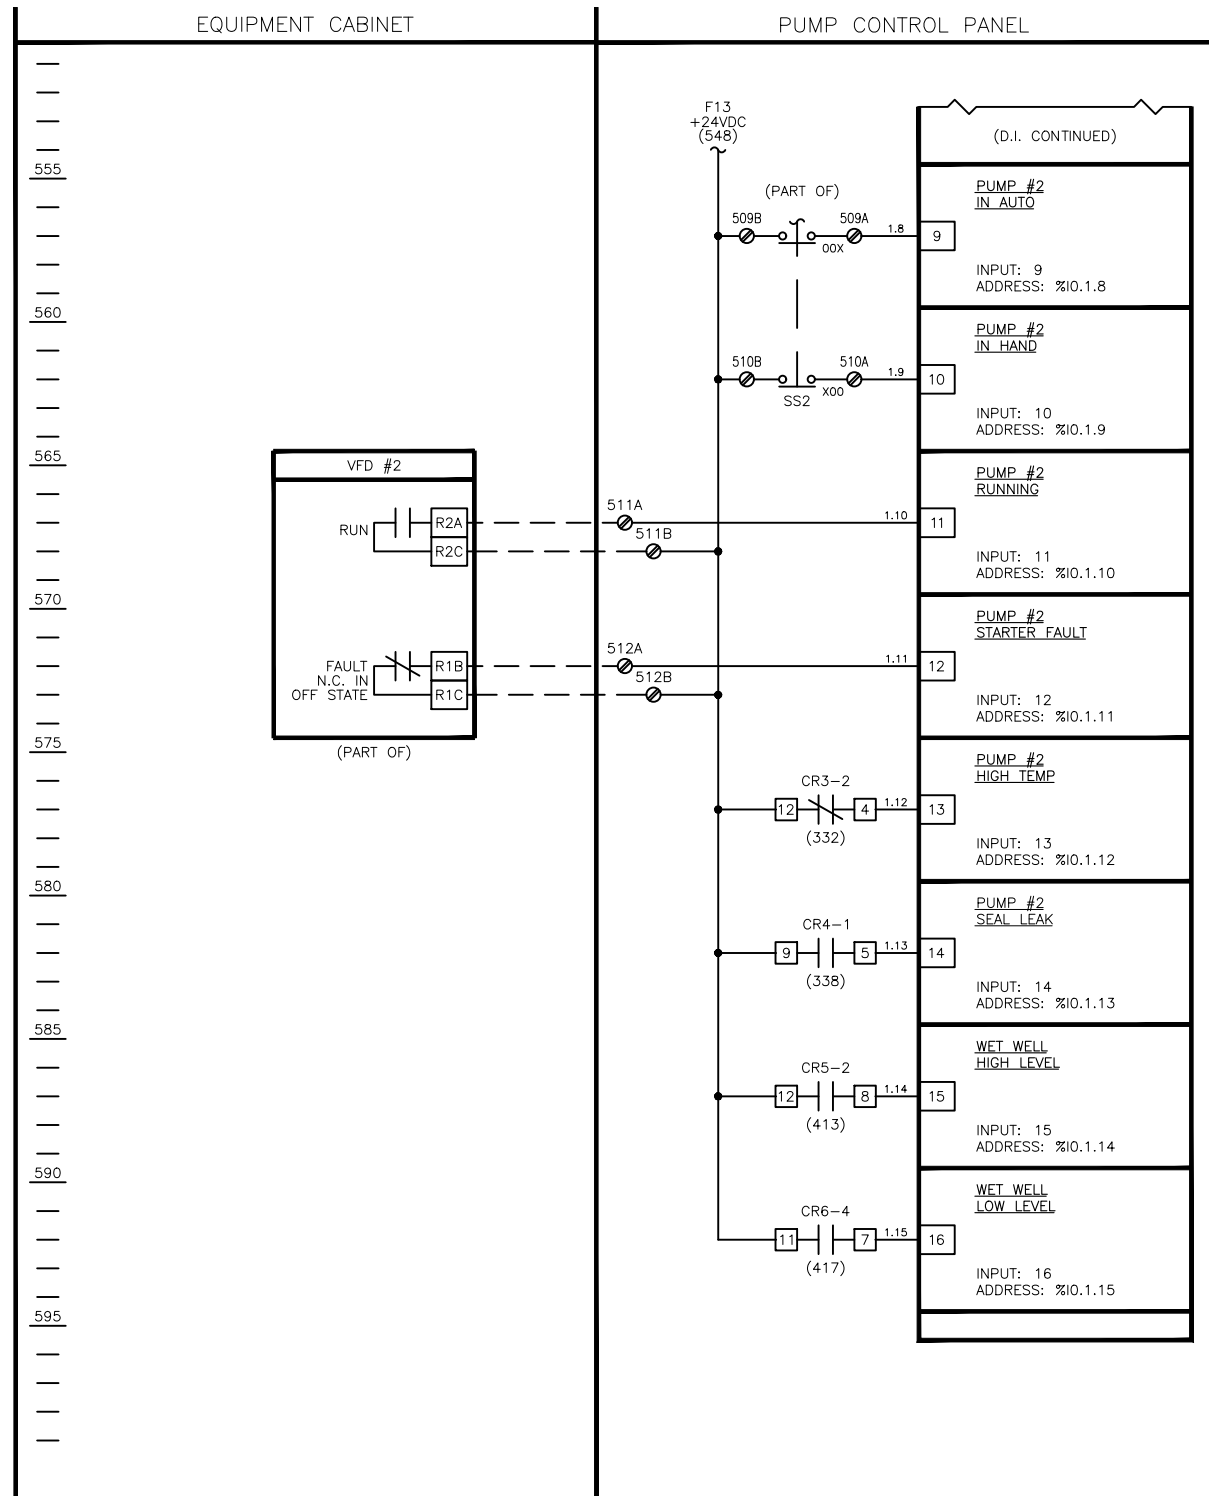 EQUIPMENT CABINET
PUMP CONTROL PANEL
555
560
565
570
575
580
585
590
595
VFD #2
RUN
R2A
R2C
FAULT
N.C. IN
OFF STATE
R1B
R1C
(PART OF)
F13
+24VDC
(548)
(D.I. CONTINUED)
(PART OF)
509B
509A
00X
1.8
9
PUMP #2
IN AUTO
INPUT: 9
ADDRESS: %I0.1.8
510B
510A
SS2
X00
1.9
10
PUMP #2
IN HAND
INPUT: 10
ADDRESS: %I0.1.9
511A
511B
1.10
11
PUMP #2
RUNNING
INPUT: 11
ADDRESS: %I0.1.10
512A
512B
1.11
12
PUMP #2
STARTER FAULT
INPUT: 12
ADDRESS: %I0.1.11
CR3-2
12
4
(332)
1.12
13
PUMP #2
HIGH TEMP
INPUT: 13
ADDRESS: %I0.1.12
CR4-1
9
5
(338)
1.13
14
PUMP #2
SEAL LEAK
INPUT: 14
ADDRESS: %I0.1.13
CR5-2
12
8
(413)
1.14
15
WET WELL
HIGH LEVEL
INPUT: 15
ADDRESS: %I0.1.14
CR6-4
11
7
(417)
1.15
16
WET WELL
LOW LEVEL
INPUT: 16
ADDRESS: %I0.1.15